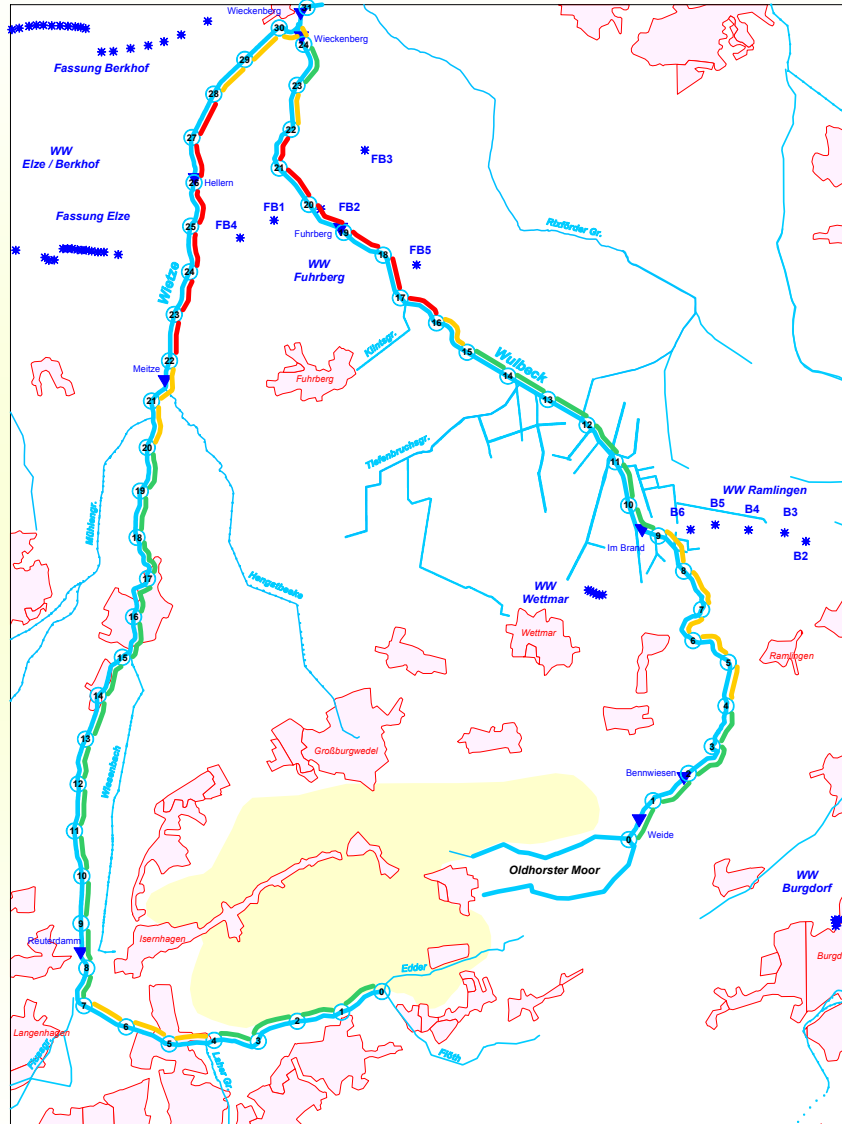 Wieckenberg
31
30
Wieckenberg
24
Fassung Berkhof
29
23
28
22
27
WW
Elze / Berkhof
FB3
21
26
Hellern
20
FB2
Fassung Elze
FB1
25
FB4
Fuhrberg
19
Rixförder Gr.
18
WW
Fuhrberg
FB5
24
Wietze
17
23
16
Klintsgr.
15
Wulbeck
22
Meitze
Fuhrberg
14
21
13
12
20
Tiefenbruchsgr.
11
19
WW Ramlingen
10
B6
B5
B4
B3
B2
Mühlengr.
18
Im Brand
9
17
Hengstbeeke
WW
Wettmar
8
16
7
Wettmar
6
15
5
Ramlingen
14
4
13
Großburgwedel
3
12
Wiesenbach
Bennwiesen
2
1
11
0
Weide
10
Oldhorster Moor
WW
Burgdorf
9
Reuterdamm
Isernhagen
8
Edder
Burgd
7
0
Langenhagen
6
2
1
5
4
3
Flöth
Laher Gr.